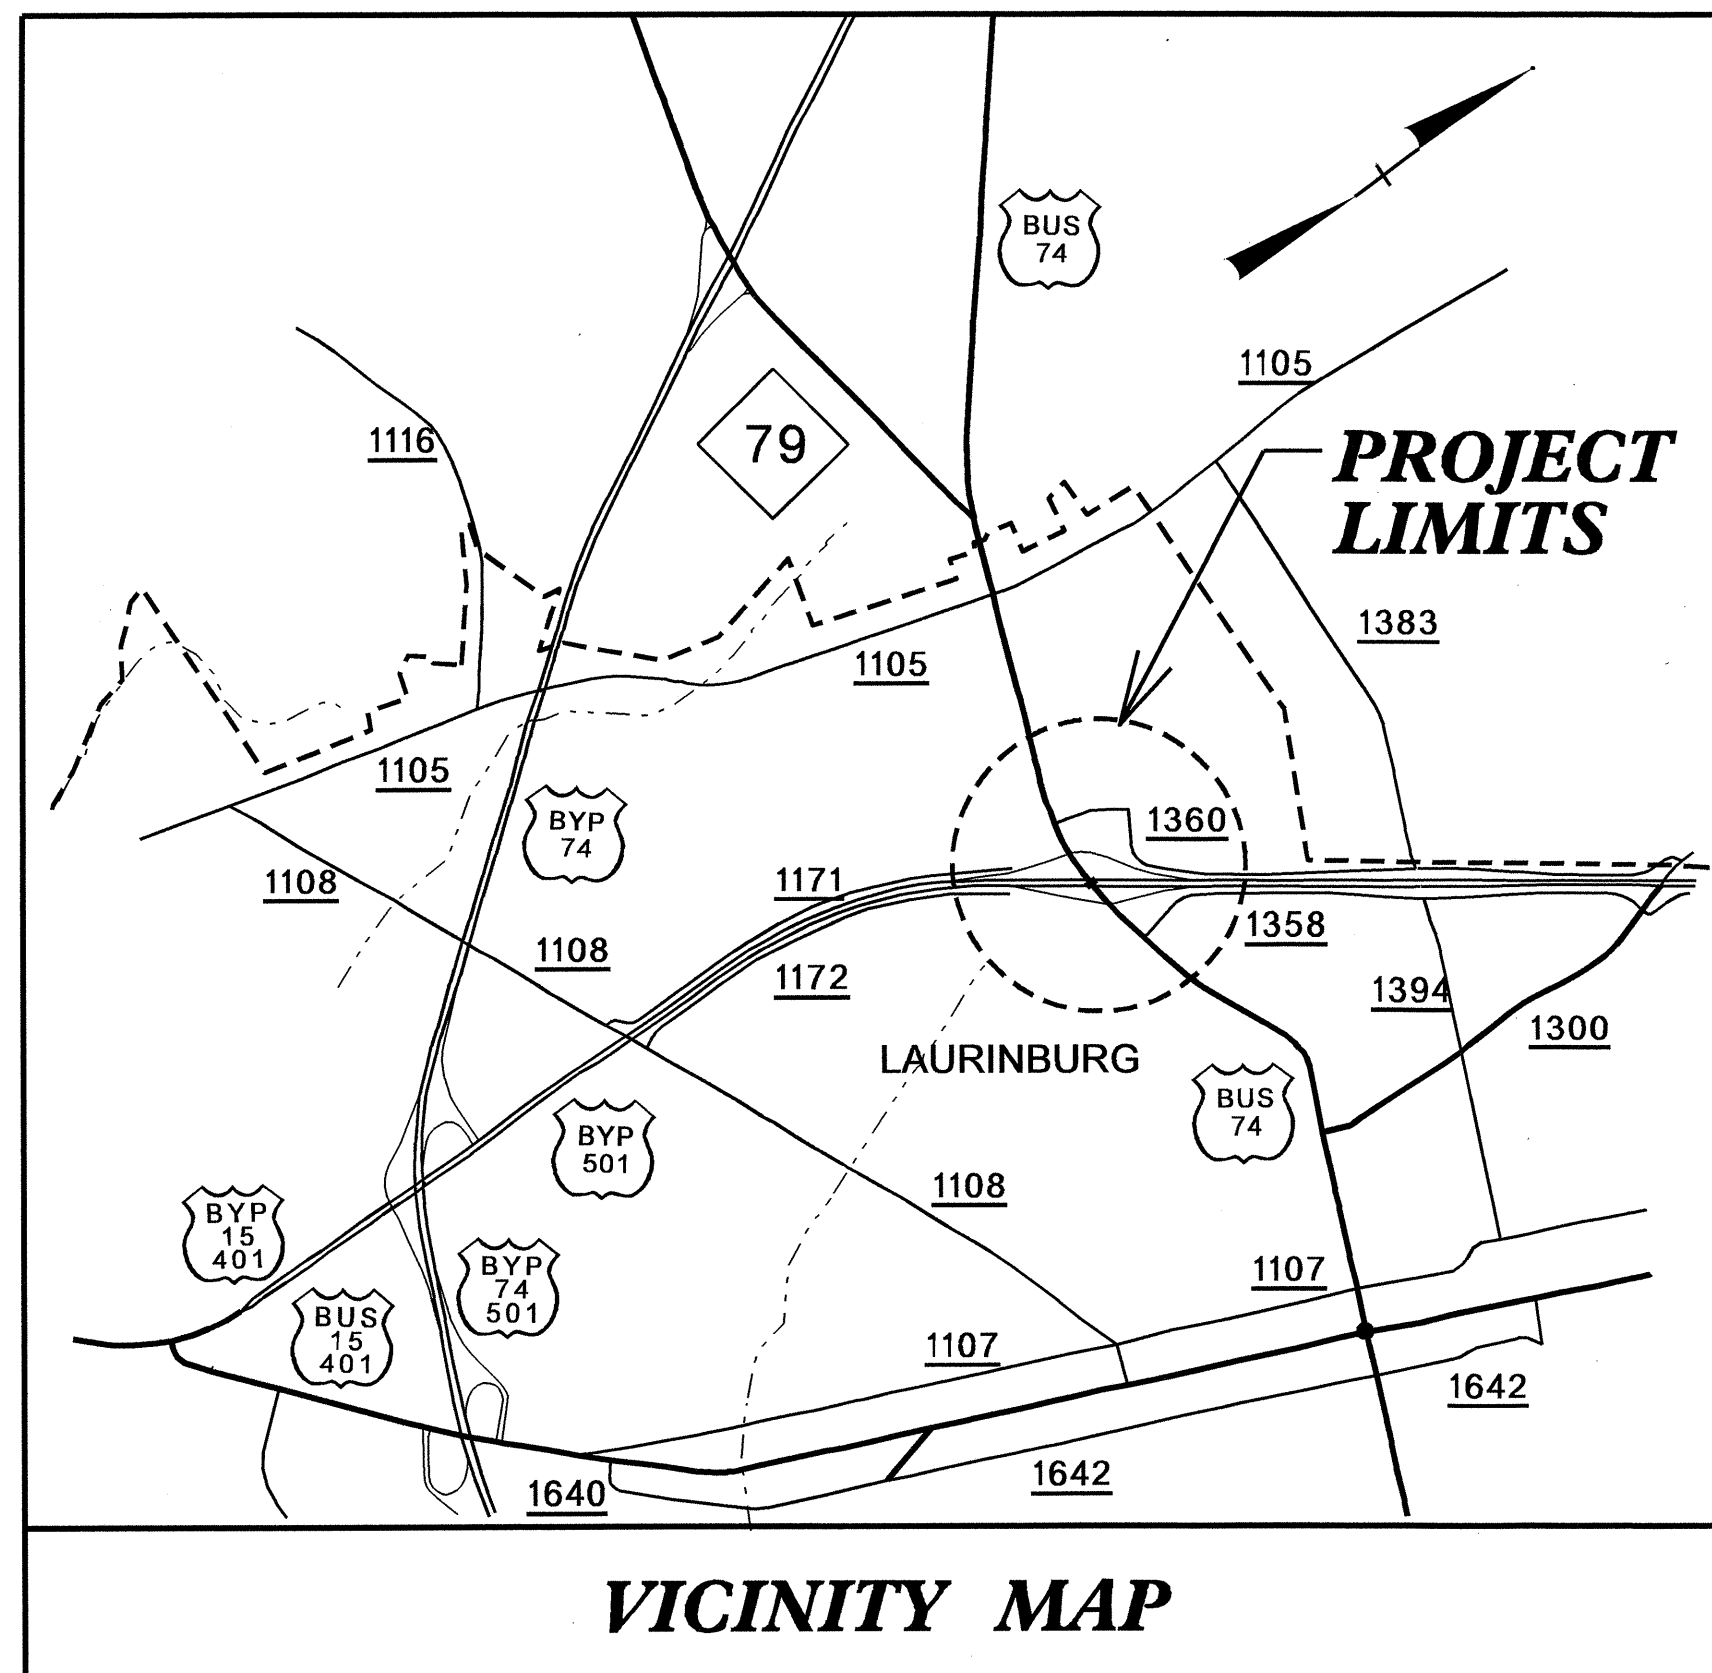 BUS
74
1105
1116
79
PROJECT
LIMITS
1383
1105
1105
BYP
74
1360
1171
1108
1358
1108
1172
1394
1300
LAURINBURG
BUS
74
BYP
501
1108
BYP
15
401
BYP
74
501
1107
BUS
15
401
1107
1642
1642
1640
VICINITY MAP